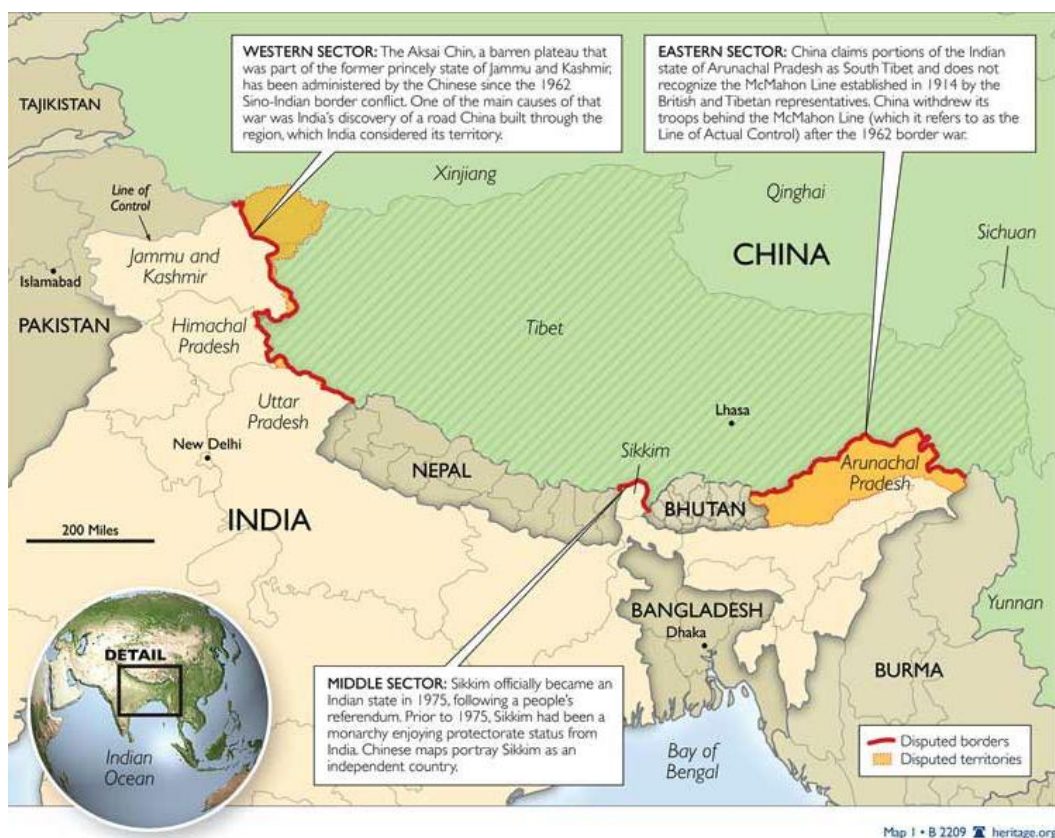 WESTERN SECTOR: The Aksai Chin, a barren plateau that
was part of the former princely state of Jammu and Kashmir,
has been administered by the Chinese since the 1962
Sino-Indian border conflict. One of the main causes of that
war was India's discovery of a road China built through the
region, which India considered its territory.
EASTERN SECTOR: China claims portions of the Indian
state of Arunachal Pradesh as South Tibet and does not
recognize the McMahon Line established in 1914 by the
British and Tibetan representatives. China withdrew its
troops behind the McMahon Line (which it refers to as the
Line of Actual Control) after the 1962 border war.
TAJIKISTAN
Xinjiang
Qinghai
Line of
Control
Sichuan
CHINA
Jammu and
Kashmir
Islamabad
PAKISTAN
Himachal
Pradesh
Tibet
Uttar
Pradesh
Lhasa
New Delhi
Sikkim
NEPAL
Arunachal
Pradesh
BHUTAN
INDIA
200 Miles
BANGLADESH
Dhaka
Yunnan
BURMA
DETAIL
Indian
Ocean
MIDDLE SECTOR: Sikkim officially became an
Indian state in 1975, following a people's
referendum. Prior to 1975, Sikkim had been a
monarchy enjoying protectorate status from
India. Chinese maps portray Sikkim as an
independent country.
Bay of
Bengal
Disputed borders
Disputed territories
Map 1 • B 2209 heritage.org